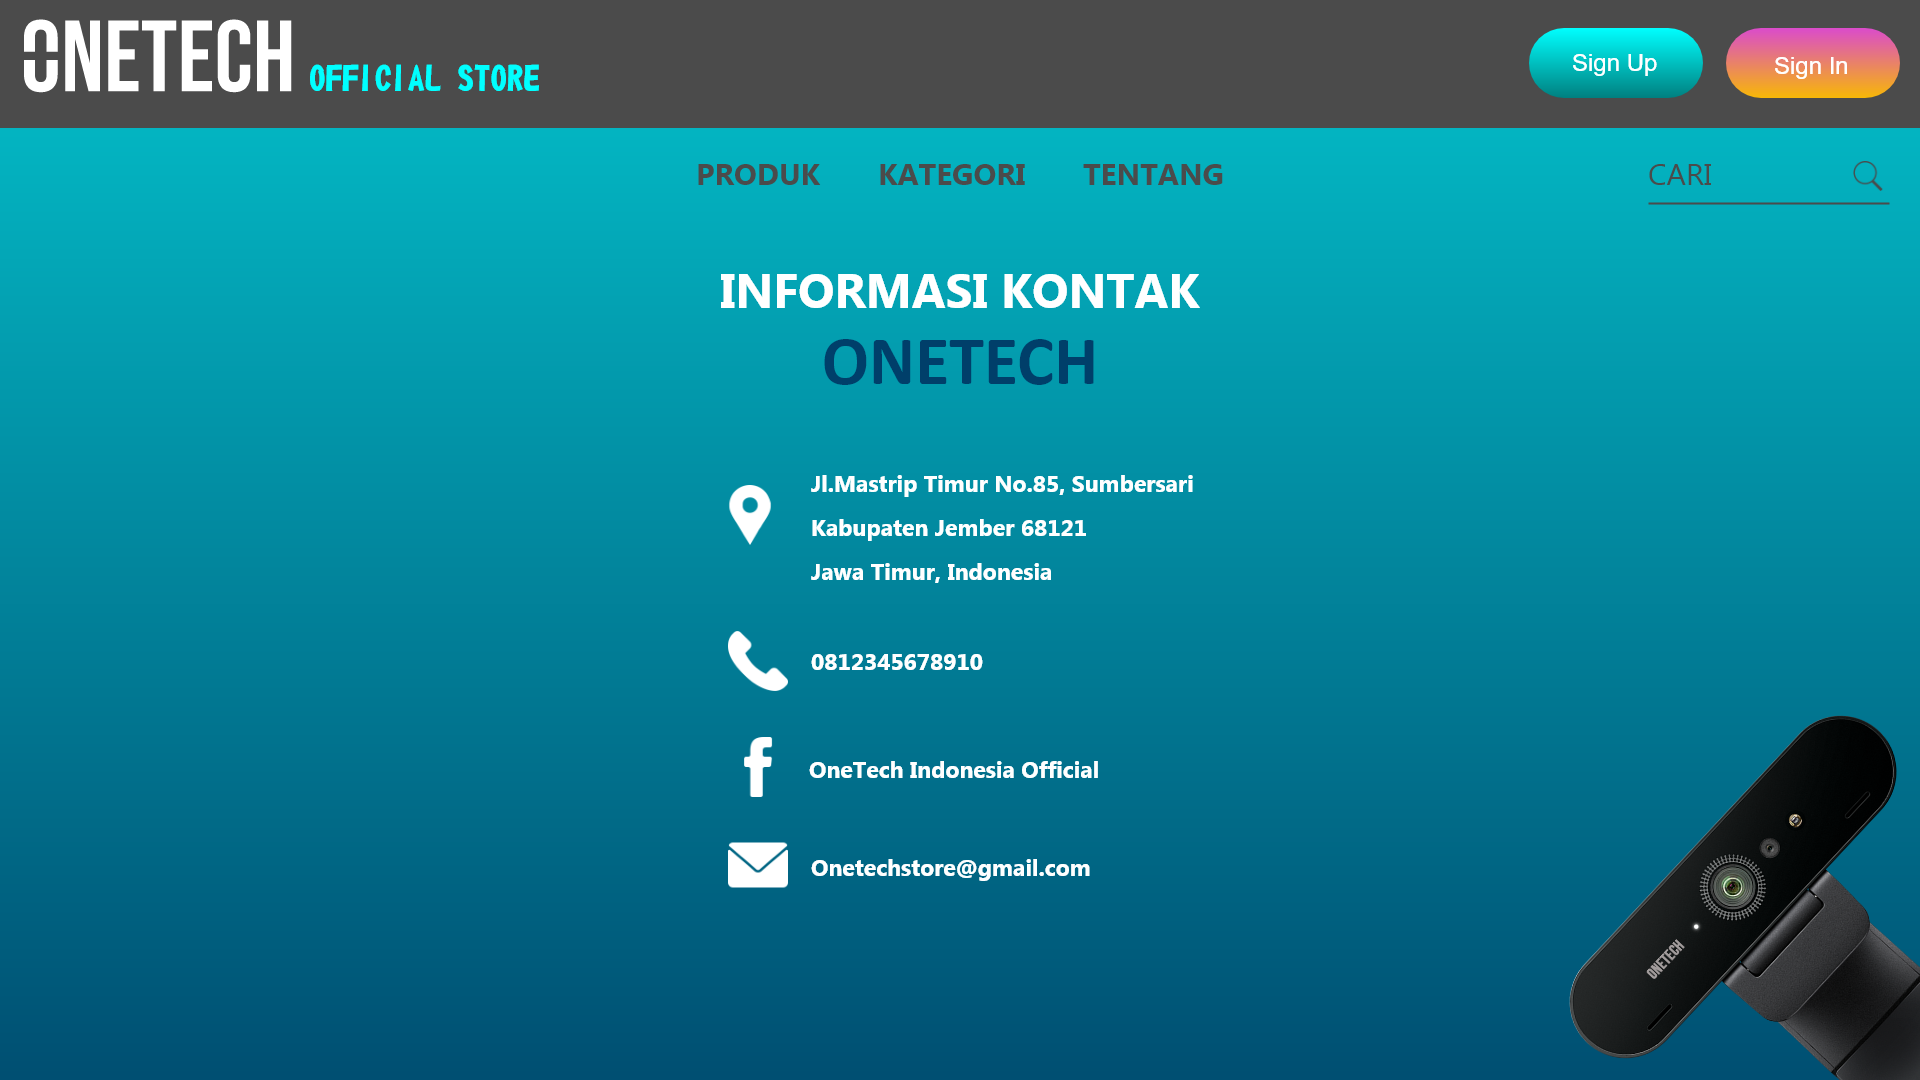 ONETECH OFFICIAL STORE
Sign Up
Sign In
PRODUK KATEGORI TENTANG
CARI
INFORMASI KONTAK
ONETECH
Jl.Mastrip Timur No.85, Sumbersari
Kabupaten Jember 68121
Jawa Timur, Indonesia
0812345678910
OneTech Indonesia Official
Onetechstore@gmail.com
ONETECH